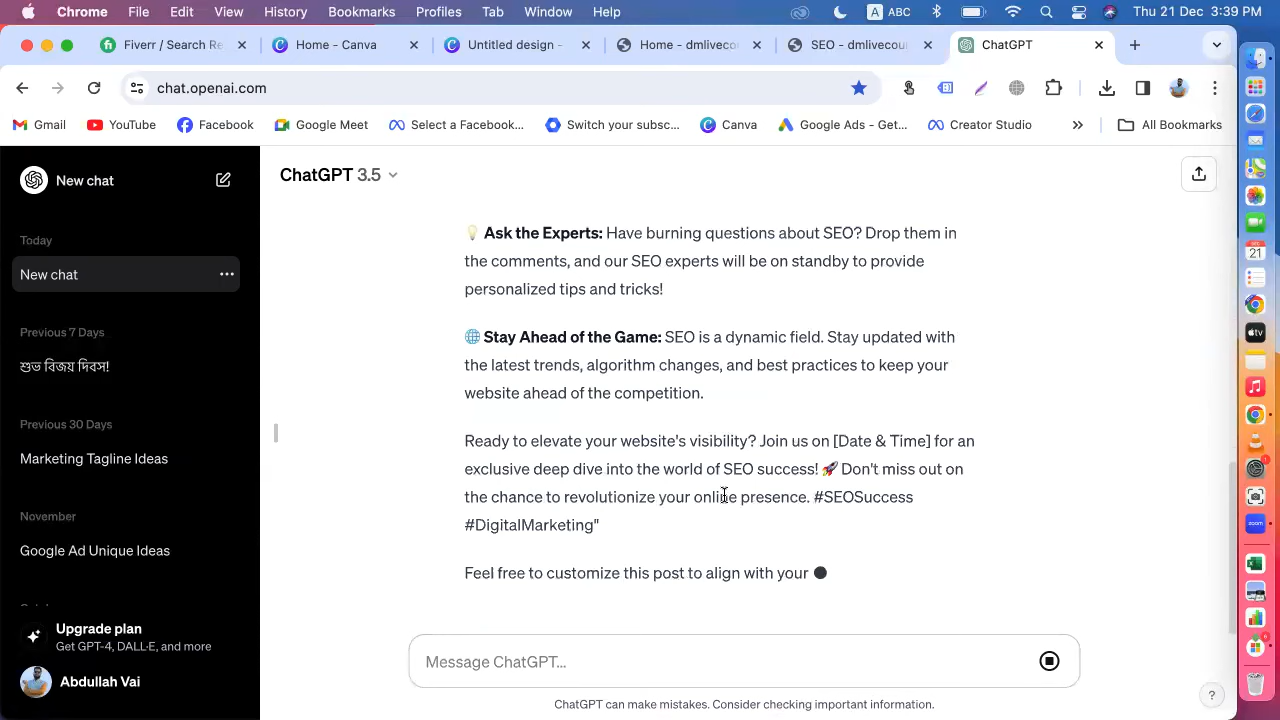 Chrome File Edit View History Bookmarks Profiles Tab Window Help A ABC Thu 21 Dec 3:39 PM
Fiverr / Search Re Home - Canva Untitled design - Home - dmliveco SEO - dmlivecou ChatGPT
chat.openai.com
Gmail YouTube Facebook Google Meet Select a Facebook... Switch your subsc... Canva Google Ads - Get... Creator Studio All Bookmarks
New chat
ChatGPT 3.5
Today
New chat
Previous 7 Days
শুভ বিজয় দিবস!
Previous 30 Days
Marketing Tagline Ideas
November
Google Ad Unique Ideas
Upgrade plan
Get GPT-4, DALL·E, and more
Abdullah Vai
💡 Ask the Experts: Have burning questions about SEO? Drop them in
the comments, and our SEO experts will be on standby to provide
personalized tips and tricks!
🌐 Stay Ahead of the Game: SEO is a dynamic field. Stay updated with
the latest trends, algorithm changes, and best practices to keep your
website ahead of the competition.
Ready to elevate your website's visibility? Join us on [Date & Time] for an
exclusive deep dive into the world of SEO success! 🚀 Don't miss out on
the chance to revolutionize your online presence. #SEOSuccess
#DigitalMarketing"
Feel free to customize this post to align with your
Message ChatGPT...
ChatGPT can make mistakes. Consider checking important information.
?
DEC
21
tv
zoom